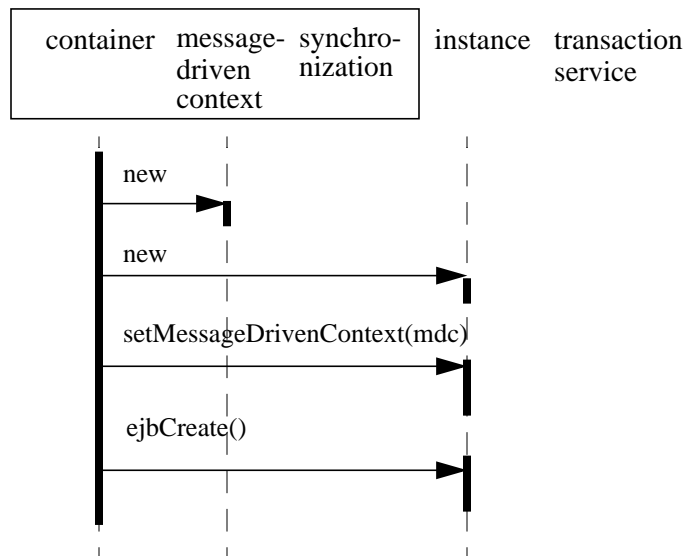 container
message-
driven
context
synchro-
nization
instance
transaction
service
new
new
setMessageDrivenContext(mdc)
ejbCreate()